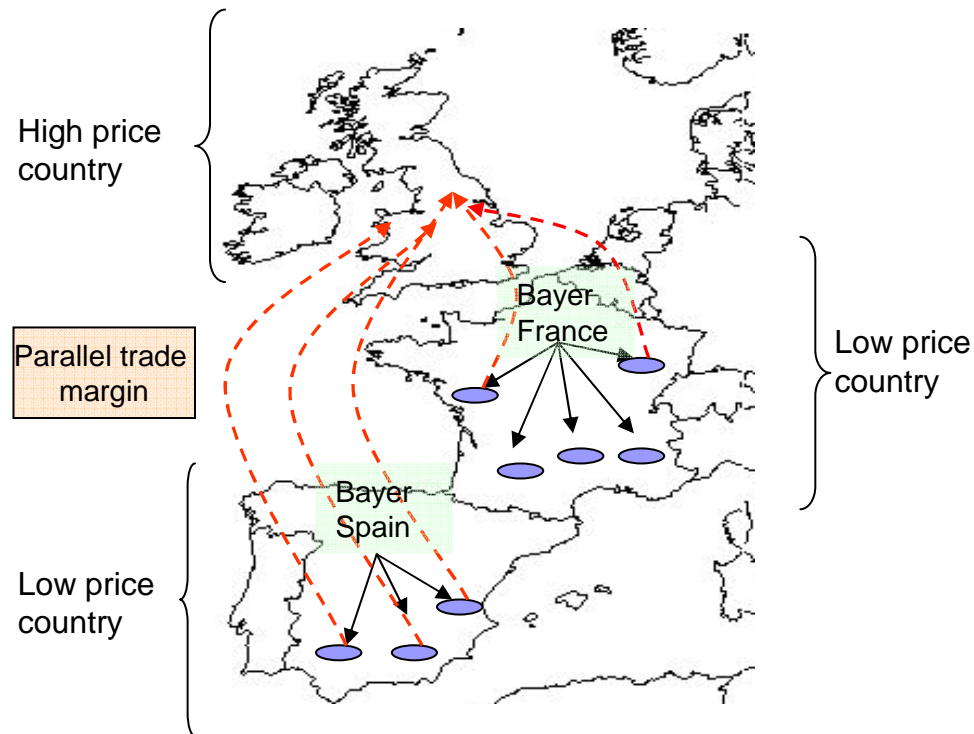 High price
country
Bayer
France
Low price
country
Parallel trade
margin
Bayer
Spain
Low price
country